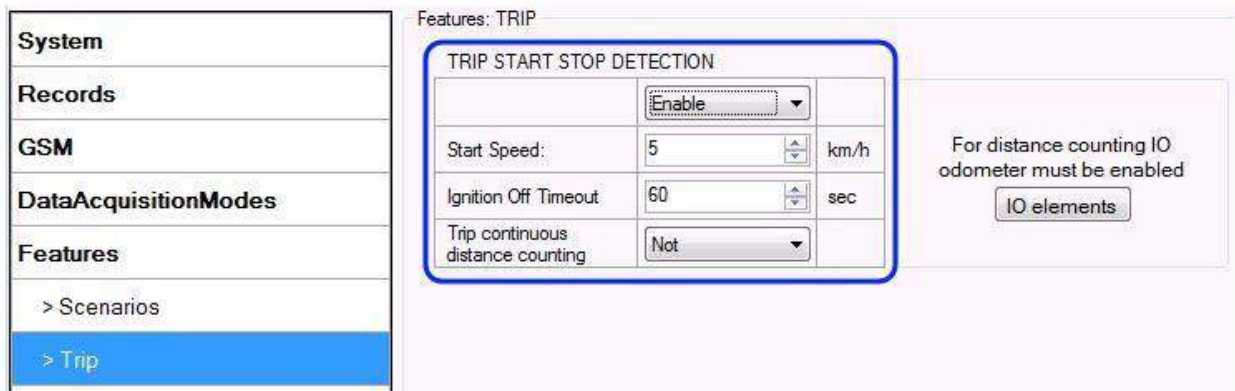 System
Records
GSM
DataAcquisitionModes
Features
> Scenarios
> Trip
Features: TRIP
TRIP START STOP DETECTION
Enable
Start Speed: 5 km/h
Ignition Off Timeout 60 sec
Trip continuous
distance counting Not
For distance counting IO
odometer must be enabled
IO elements